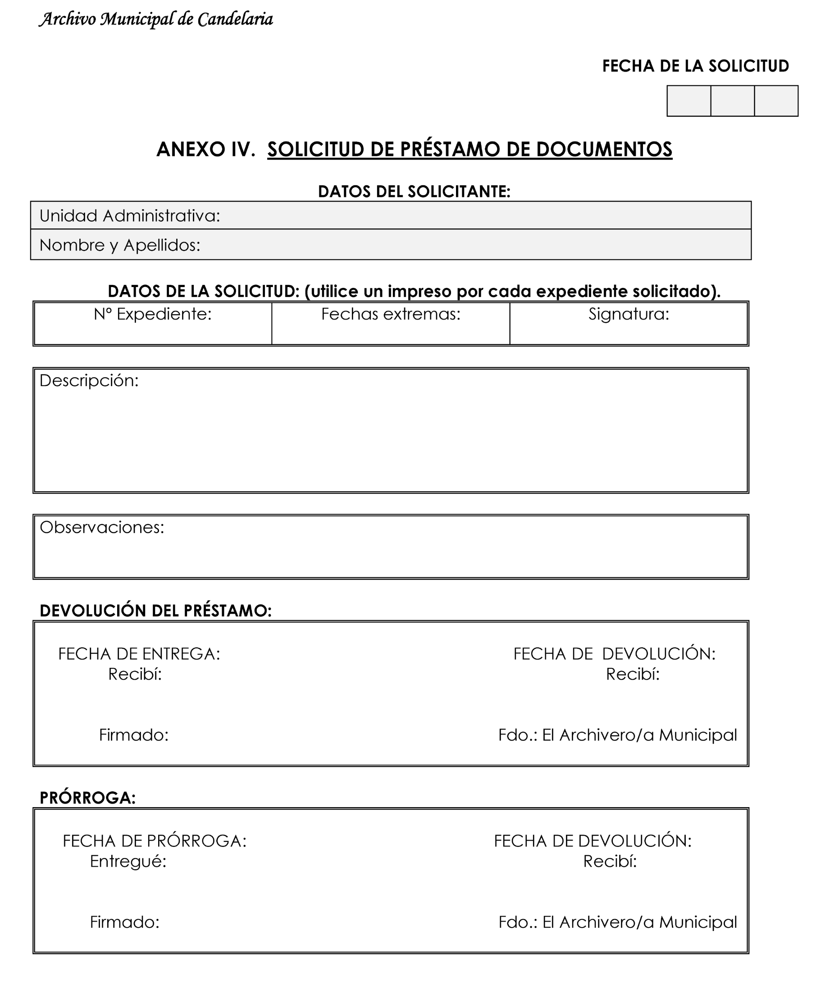 Archivo Municipal de Candelaria
FECHA DE LA SOLICITUD
ANEXO IV. SOLICITUD DE PRÉSTAMO DE DOCUMENTOS
DATOS DEL SOLICITANTE:
Unidad Administrativa:
Nombre y Apellidos:
DATOS DE LA SOLICITUD: (utilice un impreso por cada expediente solicitado).
Nº Expediente: Fechas extremas: Signatura:
Descripción:
Observaciones:
DEVOLUCIÓN DEL PRÉSTAMO:
FECHA DE ENTREGA: FECHA DE DEVOLUCIÓN:
Recibí: Recibí:
Firmado: Fdo.: El Archivero/a Municipal
PRÓRROGA:
FECHA DE PRÓRROGA: FECHA DE DEVOLUCIÓN:
Entregué: Recibí:
Firmado: Fdo.: El Archivero/a Municipal